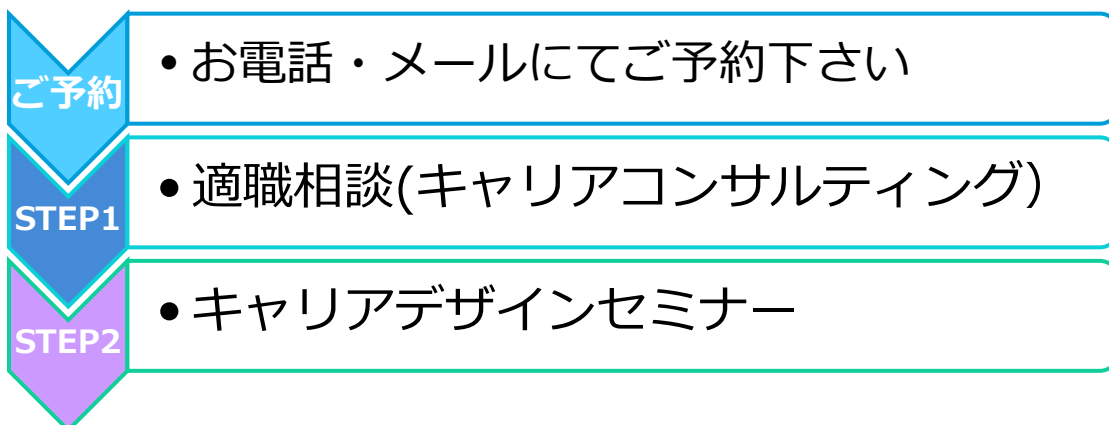 ご予約
• お電話・メールにてご予約下さい
STEP1
• 適職相談(キャリアコンサルティング）
STEP2
• キャリアデザインセミナー